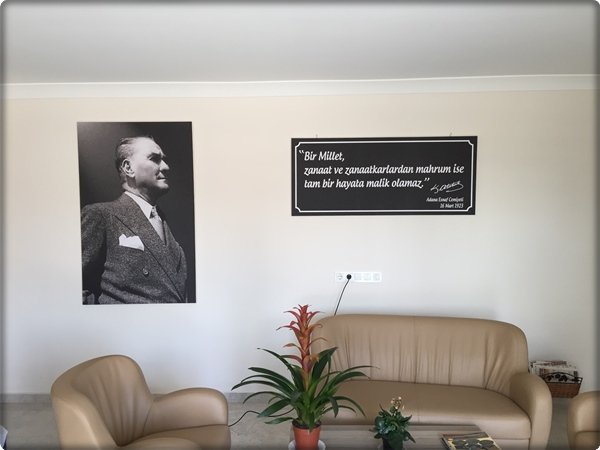 "Bir Millet,
zanaat ve zanaatkarlardan mahrum ise
tam bir hayata malik olamaz."
Adana Esnaf Cemiyeti
16 Mart 1923